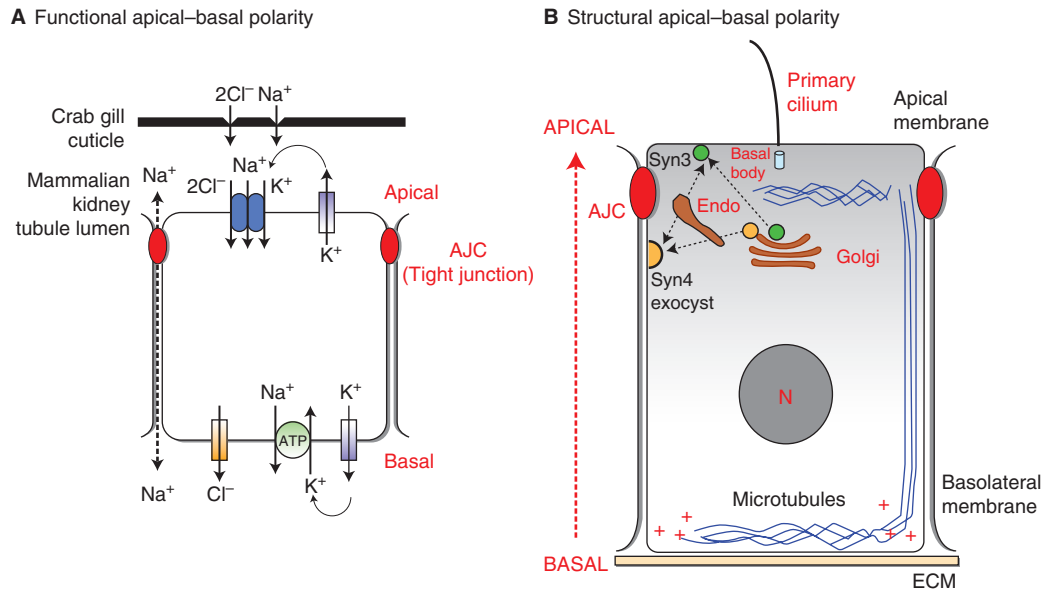 A Functional apical–basal polarity
2Cl⁻ Na⁺
Crab gill
cuticle
Mammalian
kidney
tubule lumen
Na⁺
Na⁺
2Cl⁻
K⁺
K⁺
Apical
AJC
(Tight junction)
Na⁺
K⁺
ATP
Basal
Na⁺
Cl⁻
K⁺
B Structural apical–basal polarity
Primary
cilium
Apical
membrane
APICAL
Syn3
Basal
body
AJC
Endo
Golgi
Syn4
exocyst
N
Microtubules
Basolateral
membrane
+
+
+
+
+
+
BASAL
ECM